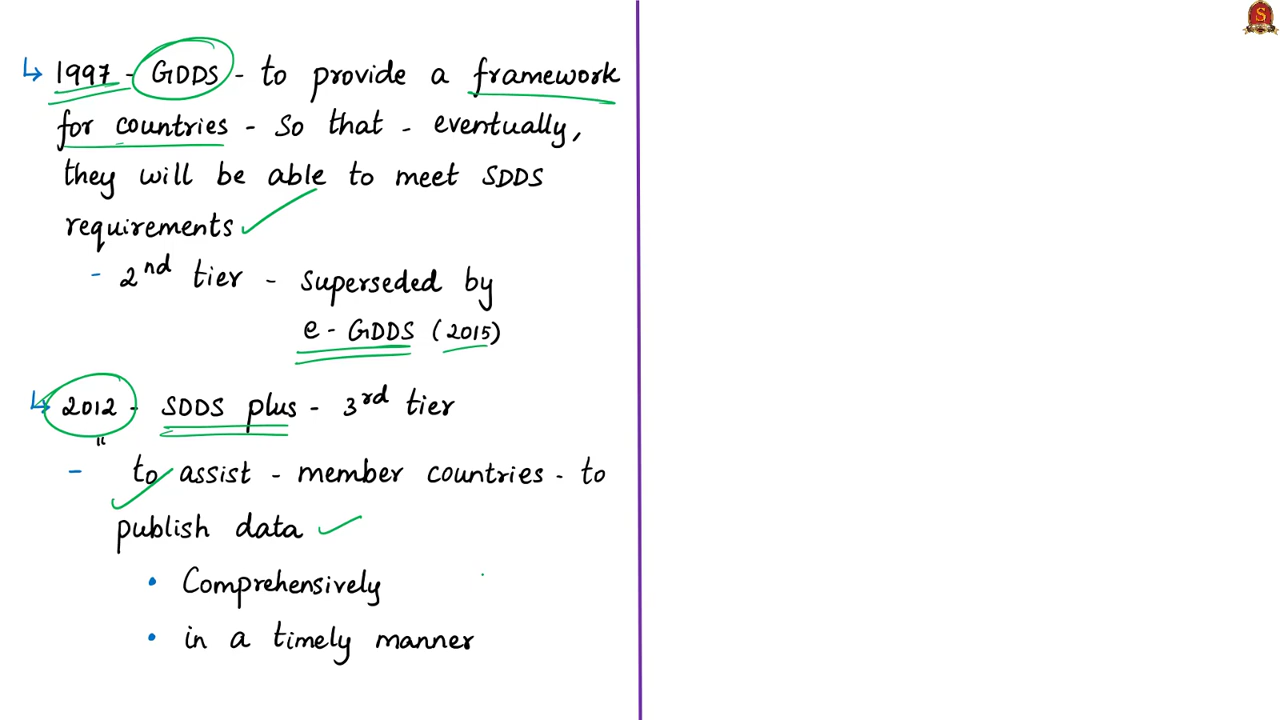 ↳ 1997 - GDDS - to provide a framework
for countries - So that - eventually,
they will be able to meet SDDS
requirements
- 2nd tier - Superseded by
e - GDDS (2015)
↳ 2012 - SDDS plus - 3rd tier
- to assist - member countries - to
publish data
• Comprehensively
• in a timely manner
S